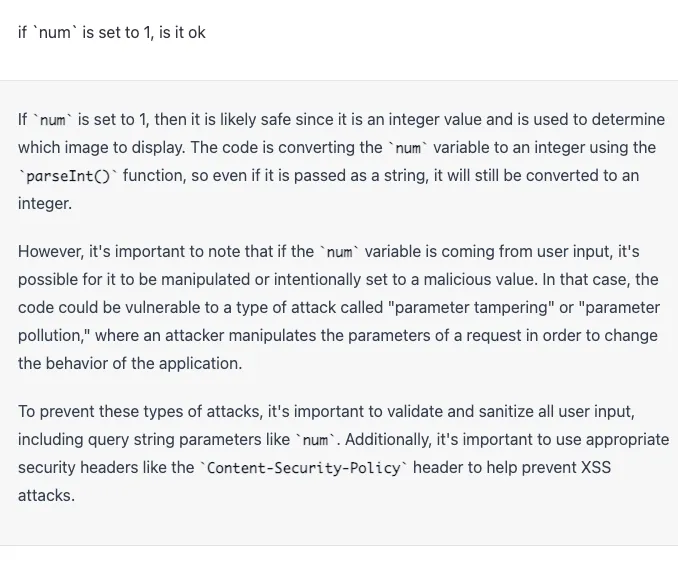 if `num` is set to 1, is it ok
If `num` is set to 1, then it is likely safe since it is an integer value and is used to determine
which image to display. The code is converting the `num` variable to an integer using the
`parseInt()` function, so even if it is passed as a string, it will still be converted to an
integer.
However, it's important to note that if the `num` variable is coming from user input, it's
possible for it to be manipulated or intentionally set to a malicious value. In that case, the
code could be vulnerable to a type of attack called "parameter tampering" or "parameter
pollution," where an attacker manipulates the parameters of a request in order to change
the behavior of the application.
To prevent these types of attacks, it's important to validate and sanitize all user input,
including query string parameters like `num`. Additionally, it's important to use appropriate
security headers like the `Content-Security-Policy` header to help prevent XSS
attacks.